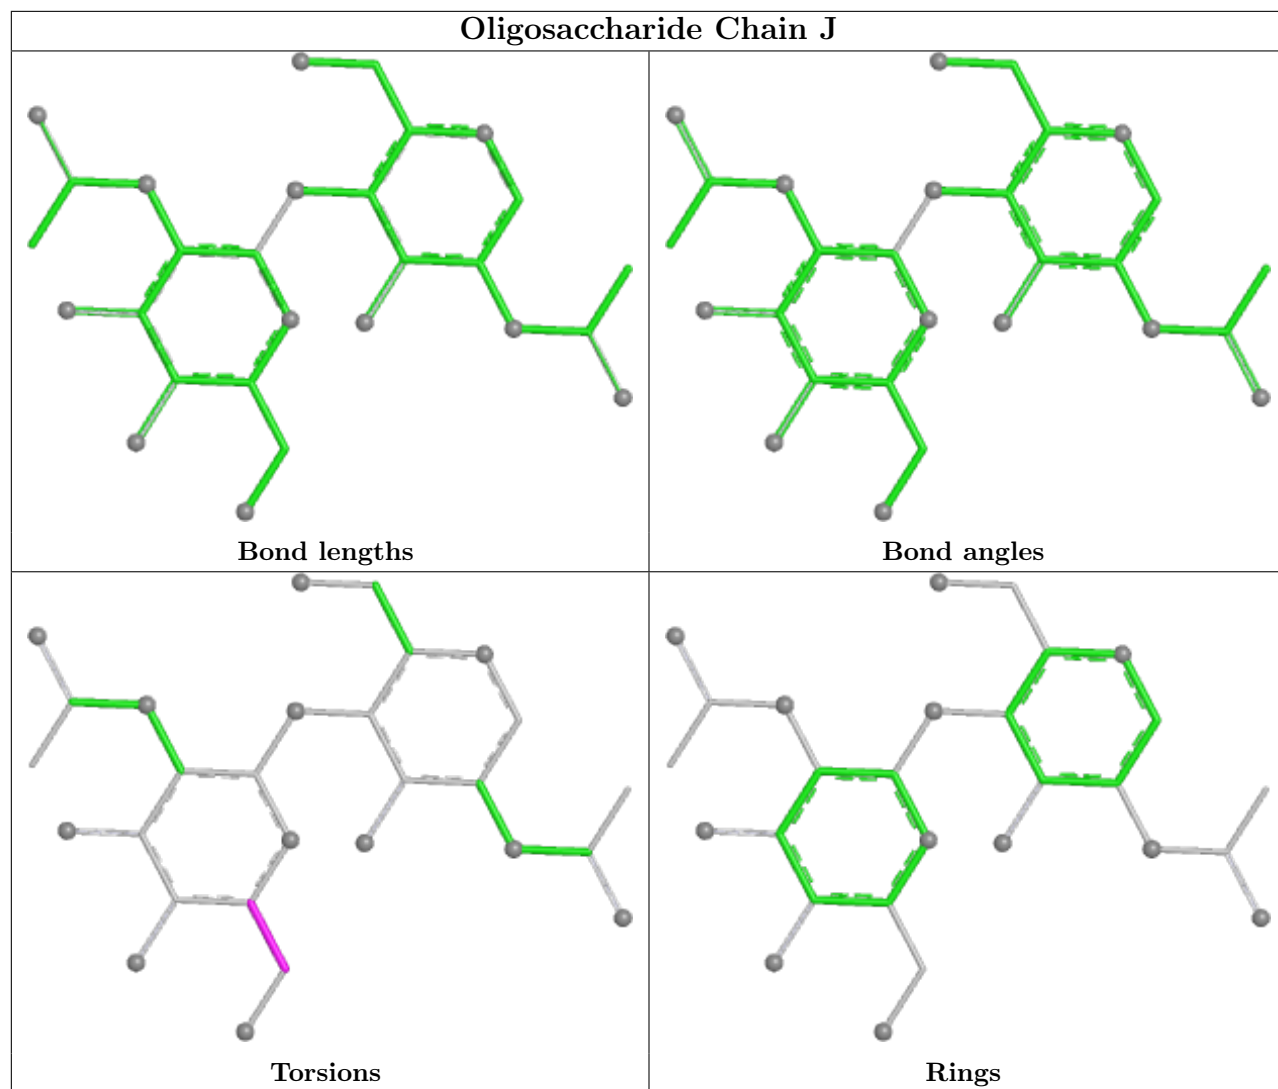 Oligosaccharide Chain J
Bond lengths
Bond angles
Torsions
Rings